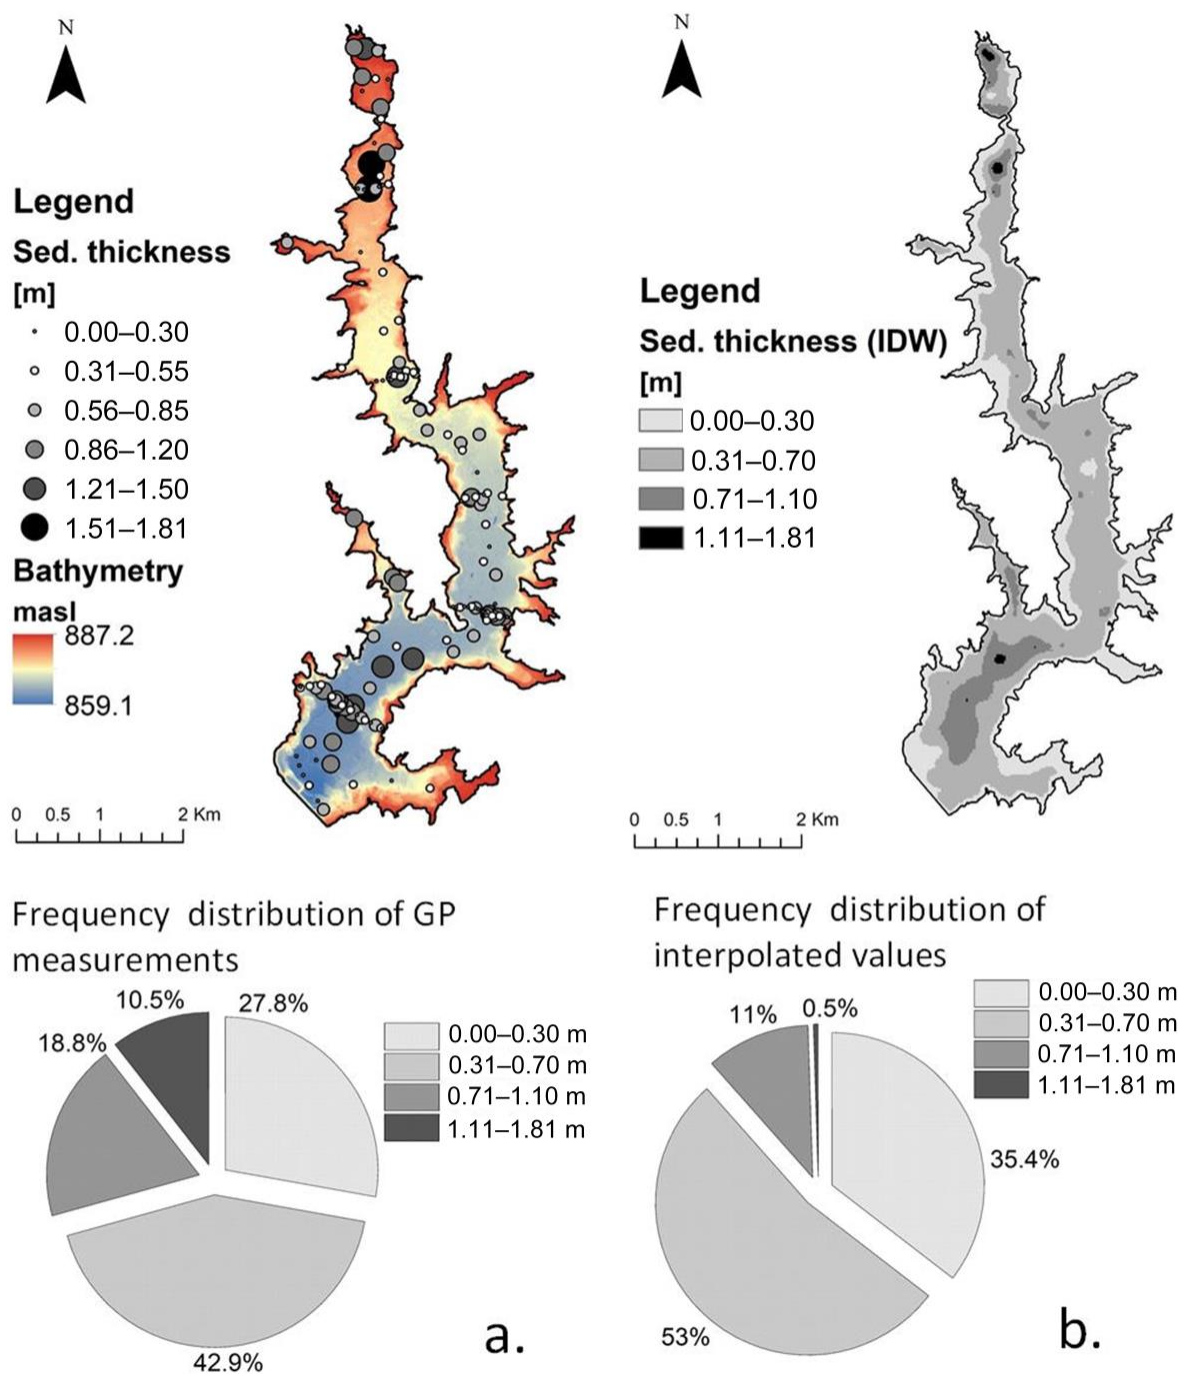 N
Legend
Sed. thickness
[m]
0.00–0.30
0.31–0.55
0.56–0.85
0.86–1.20
1.21–1.50
1.51–1.81
Bathymetry
masl
887.2
859.1
0 0.5 1 2 Km
N
Legend
Sed. thickness (IDW)
[m]
0.00–0.30
0.31–0.70
0.71–1.10
1.11–1.81
0 0.5 1 2 Km
Frequency distribution of GP
measurements
10.5%
27.8%
18.8%
42.9%
0.00–0.30 m
0.31–0.70 m
0.71–1.10 m
1.11–1.81 m
a.
Frequency distribution of
interpolated values
11%
0.5%
35.4%
53%
0.00–0.30 m
0.31–0.70 m
0.71–1.10 m
1.11–1.81 m
b.